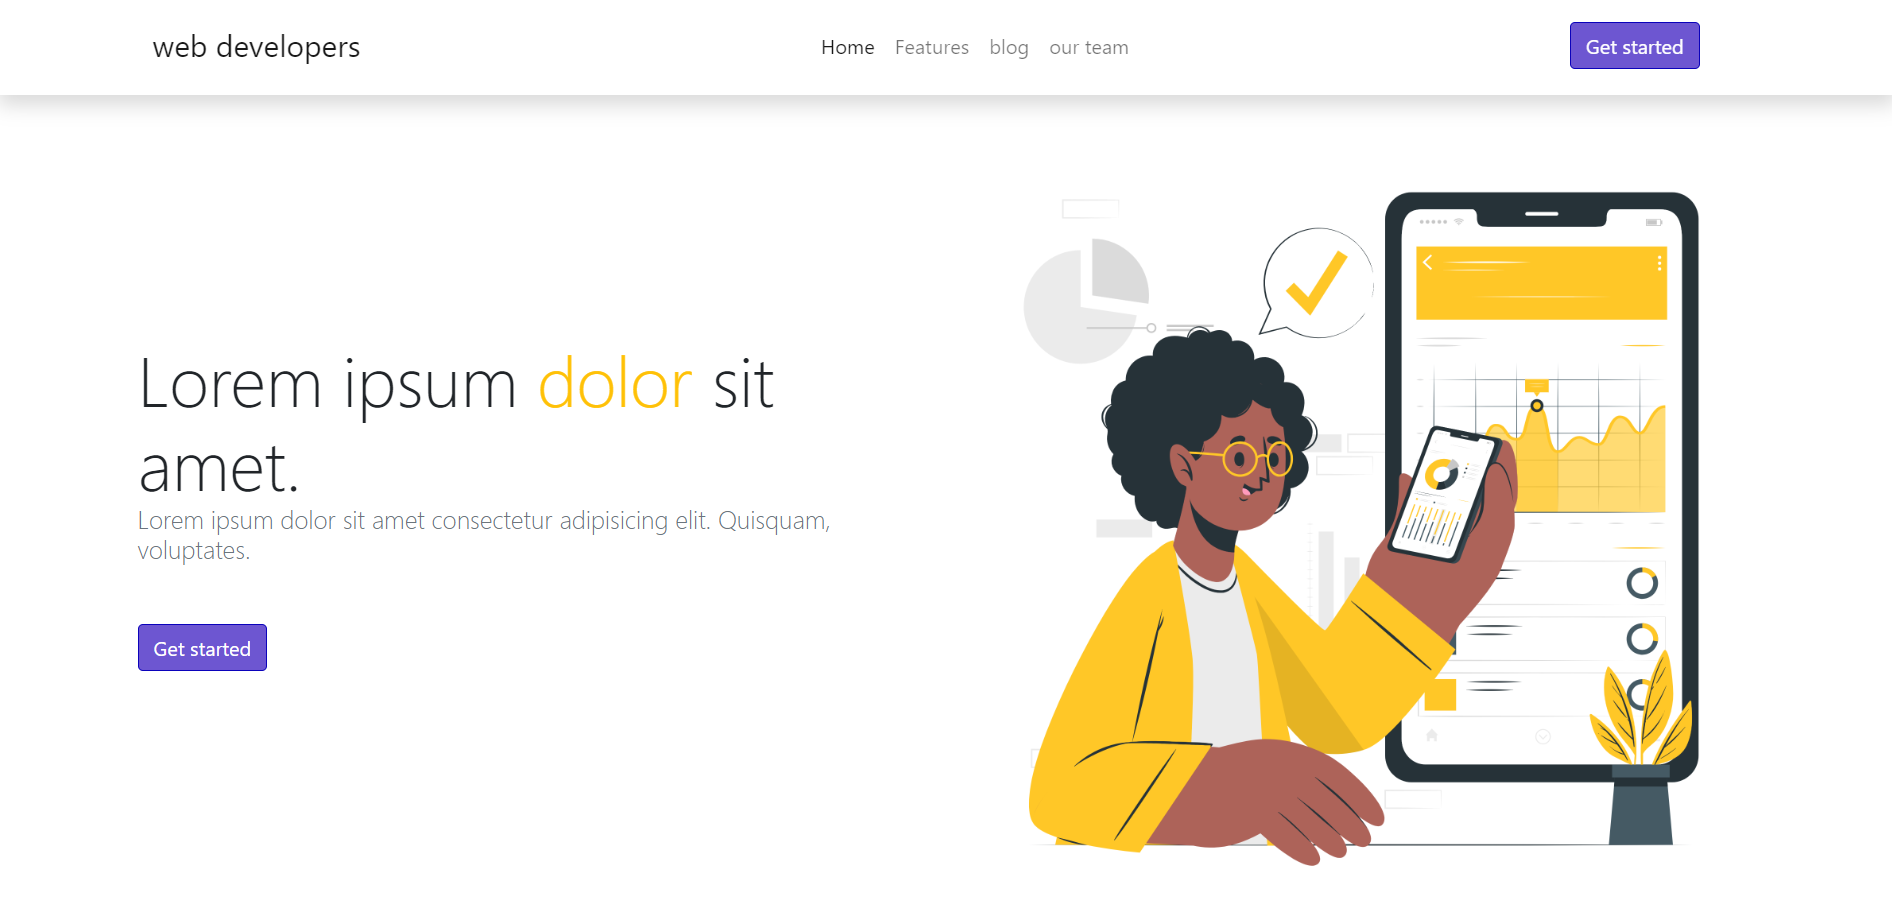 web developers
Home Features blog our team
Get started
Lorem ipsum dolor sit
amet.
Lorem ipsum dolor sit amet consectetur adipisicing elit. Quisquam,
voluptates.
Get started